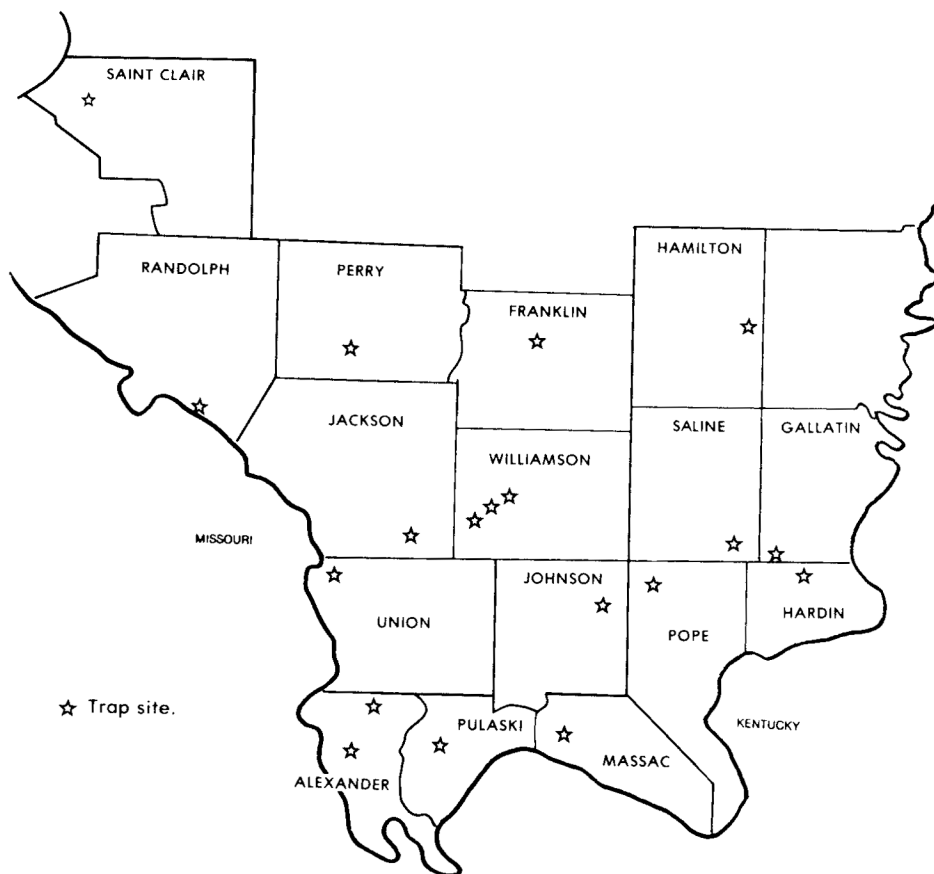 SAINT CLAIR
HAMILTON
RANDOLPH
PERRY
FRANKLIN
JACKSON
SALINE
GALLATIN
WILLIAMSON
MISSOURI
JOHNSON
HARDIN
UNION
POPE
☆ Trap site.
PULASKI
KENTUCKY
MASSAC
ALEXANDER